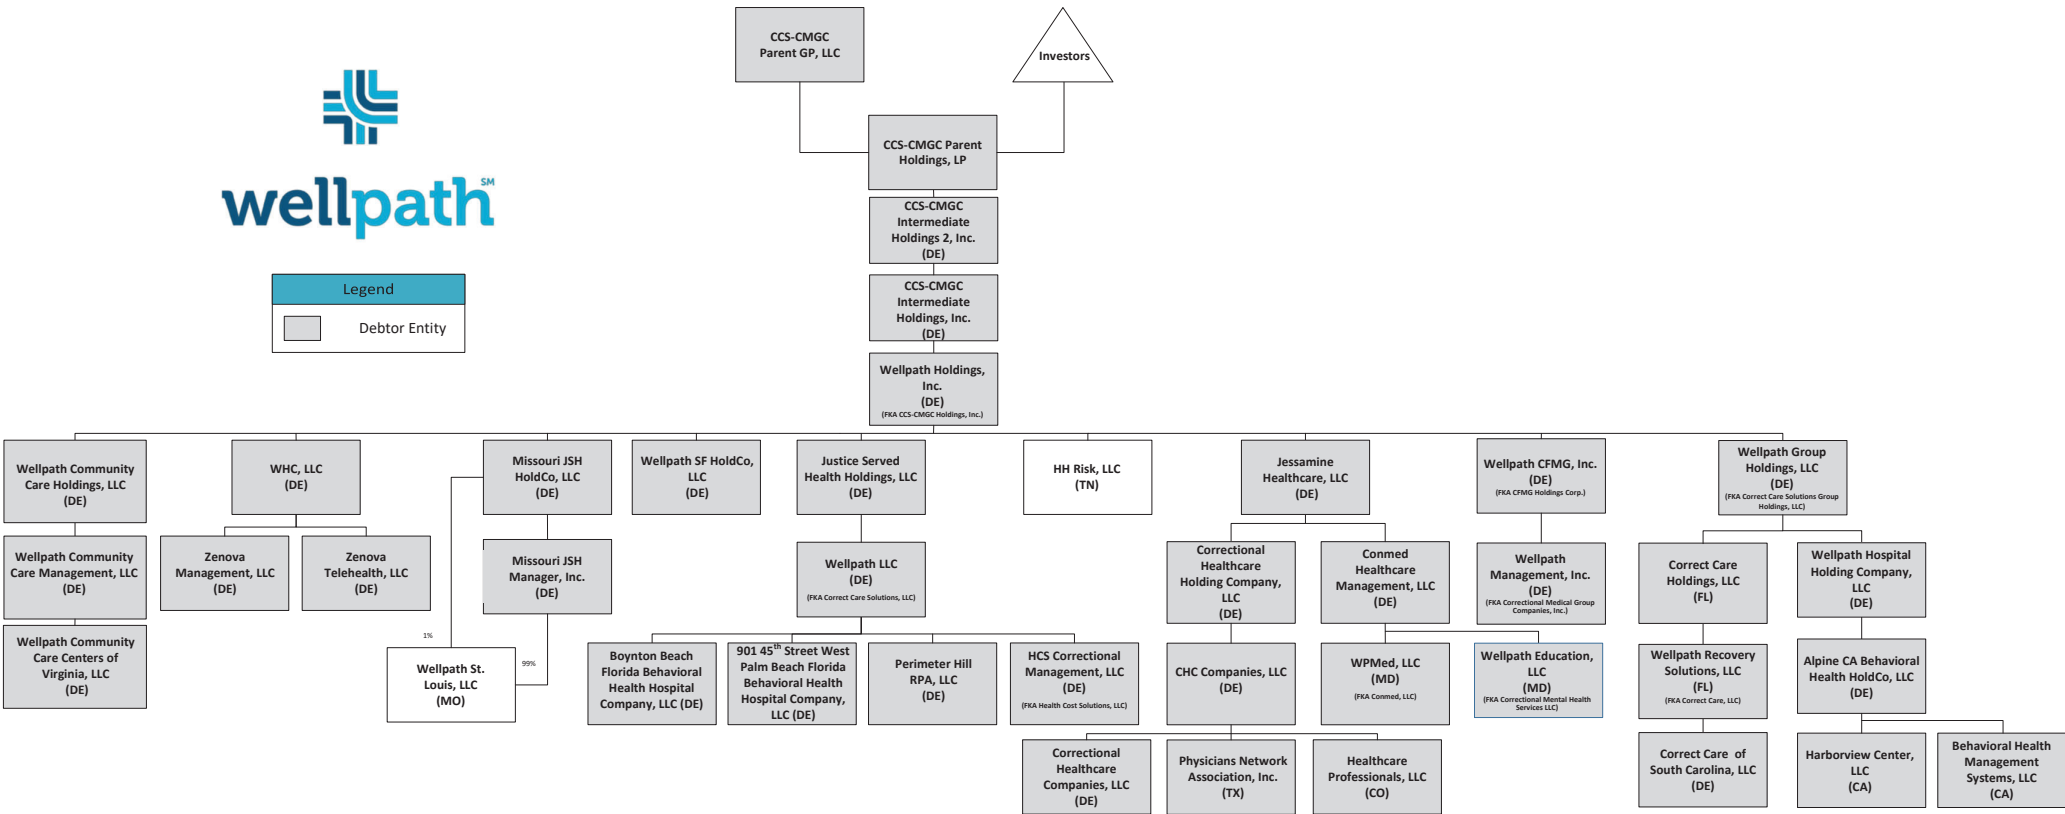 CCS-CMGC
Parent GP, LLC
Investors
wellpath℠
Legend
Debtor Entity
CCS-CMGC Parent
Holdings, LP
CCS-CMGC
Intermediate
Holdings 2, Inc.
(DE)
CCS-CMGC
Intermediate
Holdings, Inc.
(DE)
Wellpath Holdings,
Inc.
(DE)
(FKA CCS-CMGC Holdings, Inc.)
Wellpath Community
Care Holdings, LLC
(DE)
WHC, LLC
(DE)
Missouri JSH
HoldCo, LLC
(DE)
Wellpath SF HoldCo,
LLC
(DE)
Justice Served
Health Holdings, LLC
(DE)
HH Risk, LLC
(TN)
Jessamine
Healthcare, LLC
(DE)
Wellpath CFMG, Inc.
(DE)
(FKA CFMG Holdings Corp.)
Wellpath Group
Holdings, LLC
(DE)
(FKA Correct Care Solutions Group
Holdings, LLC)
Wellpath Community
Care Management, LLC
(DE)
Zenova
Management, LLC
(DE)
Zenova
Telehealth, LLC
(DE)
Missouri JSH
Manager, Inc.
(DE)
Wellpath LLC
(DE)
(FKA Correct Care Solutions, LLC)
Correctional
Healthcare
Holding Company,
LLC
(DE)
Conmed
Healthcare
Management, LLC
(DE)
Wellpath
Management, Inc.
(DE)
(FKA Correctional Medical Group
Companies, Inc.)
Correct Care
Holdings, LLC
(FL)
Wellpath Hospital
Holding Company,
LLC
(DE)
Wellpath Community
Care Centers of
Virginia, LLC
(DE)
1%
99%
Wellpath St.
Louis, LLC
(MO)
Boynton Beach
Florida Behavioral
Health Hospital
Company, LLC (DE)
901 45th Street West
Palm Beach Florida
Behavioral Health
Hospital Company,
LLC (DE)
Perimeter Hill
RPA, LLC
(DE)
HCS Correctional
Management, LLC
(DE)
(FKA Health Cost Solutions, LLC)
CHC Companies, LLC
(DE)
WPMed, LLC
(MD)
(FKA Conmed, LLC)
Wellpath Education,
LLC
(MD)
(FKA Correctional Mental Health
Services LLC)
Wellpath Recovery
Solutions, LLC
(FL)
(FKA Correct Care, LLC)
Alpine CA Behavioral
Health HoldCo, LLC
(DE)
Correctional
Healthcare
Companies, LLC
(DE)
Physicians Network
Association, Inc.
(TX)
Healthcare
Professionals, LLC
(CO)
Correct Care of
South Carolina, LLC
(DE)
Harborview Center,
LLC
(CA)
Behavioral Health
Management
Systems, LLC
(CA)